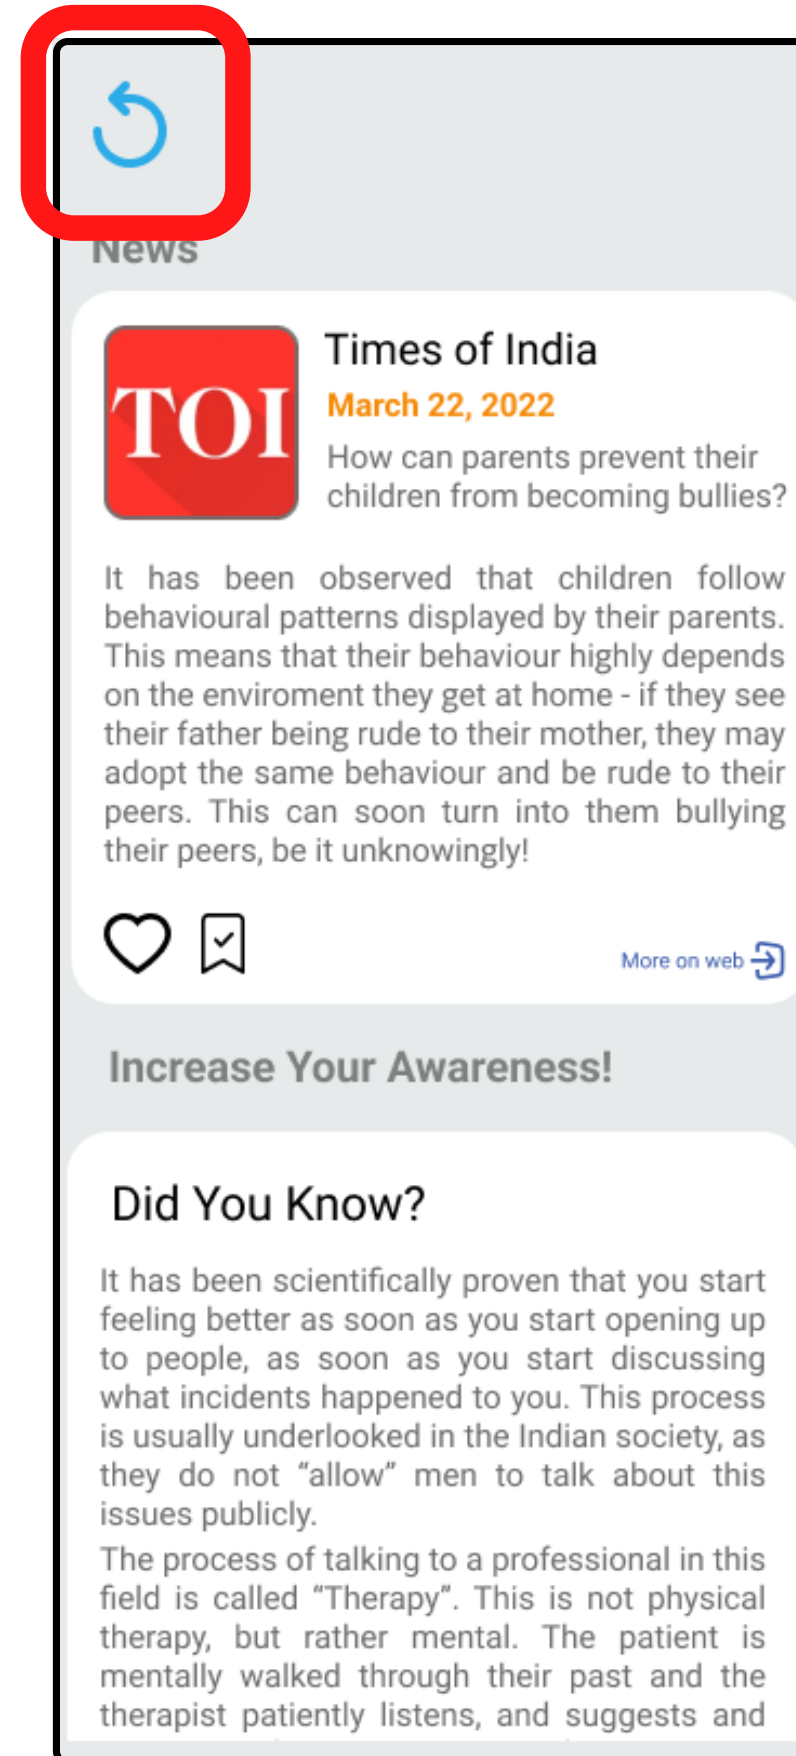 News
TOI
Times of India
March 22, 2022
How can parents prevent their
children from becoming bullies?
It has been observed that children follow
behavioural patterns displayed by their parents.
This means that their behaviour highly depends
on the enviroment they get at home - if they see
their father being rude to their mother, they may
adopt the same behaviour and be rude to their
peers. This can soon turn into them bullying
their peers, be it unknowingly!
More on web
Increase Your Awareness!
Did You Know?
It has been scientifically proven that you start
feeling better as soon as you start opening up
to people, as soon as you start discussing
what incidents happened to you. This process
is usually underlooked in the Indian society, as
they do not “allow” men to talk about this
issues publicly.
The process of talking to a professional in this
field is called “Therapy”. This is not physical
therapy, but rather mental. The patient is
mentally walked through their past and the
therapist patiently listens, and suggests and